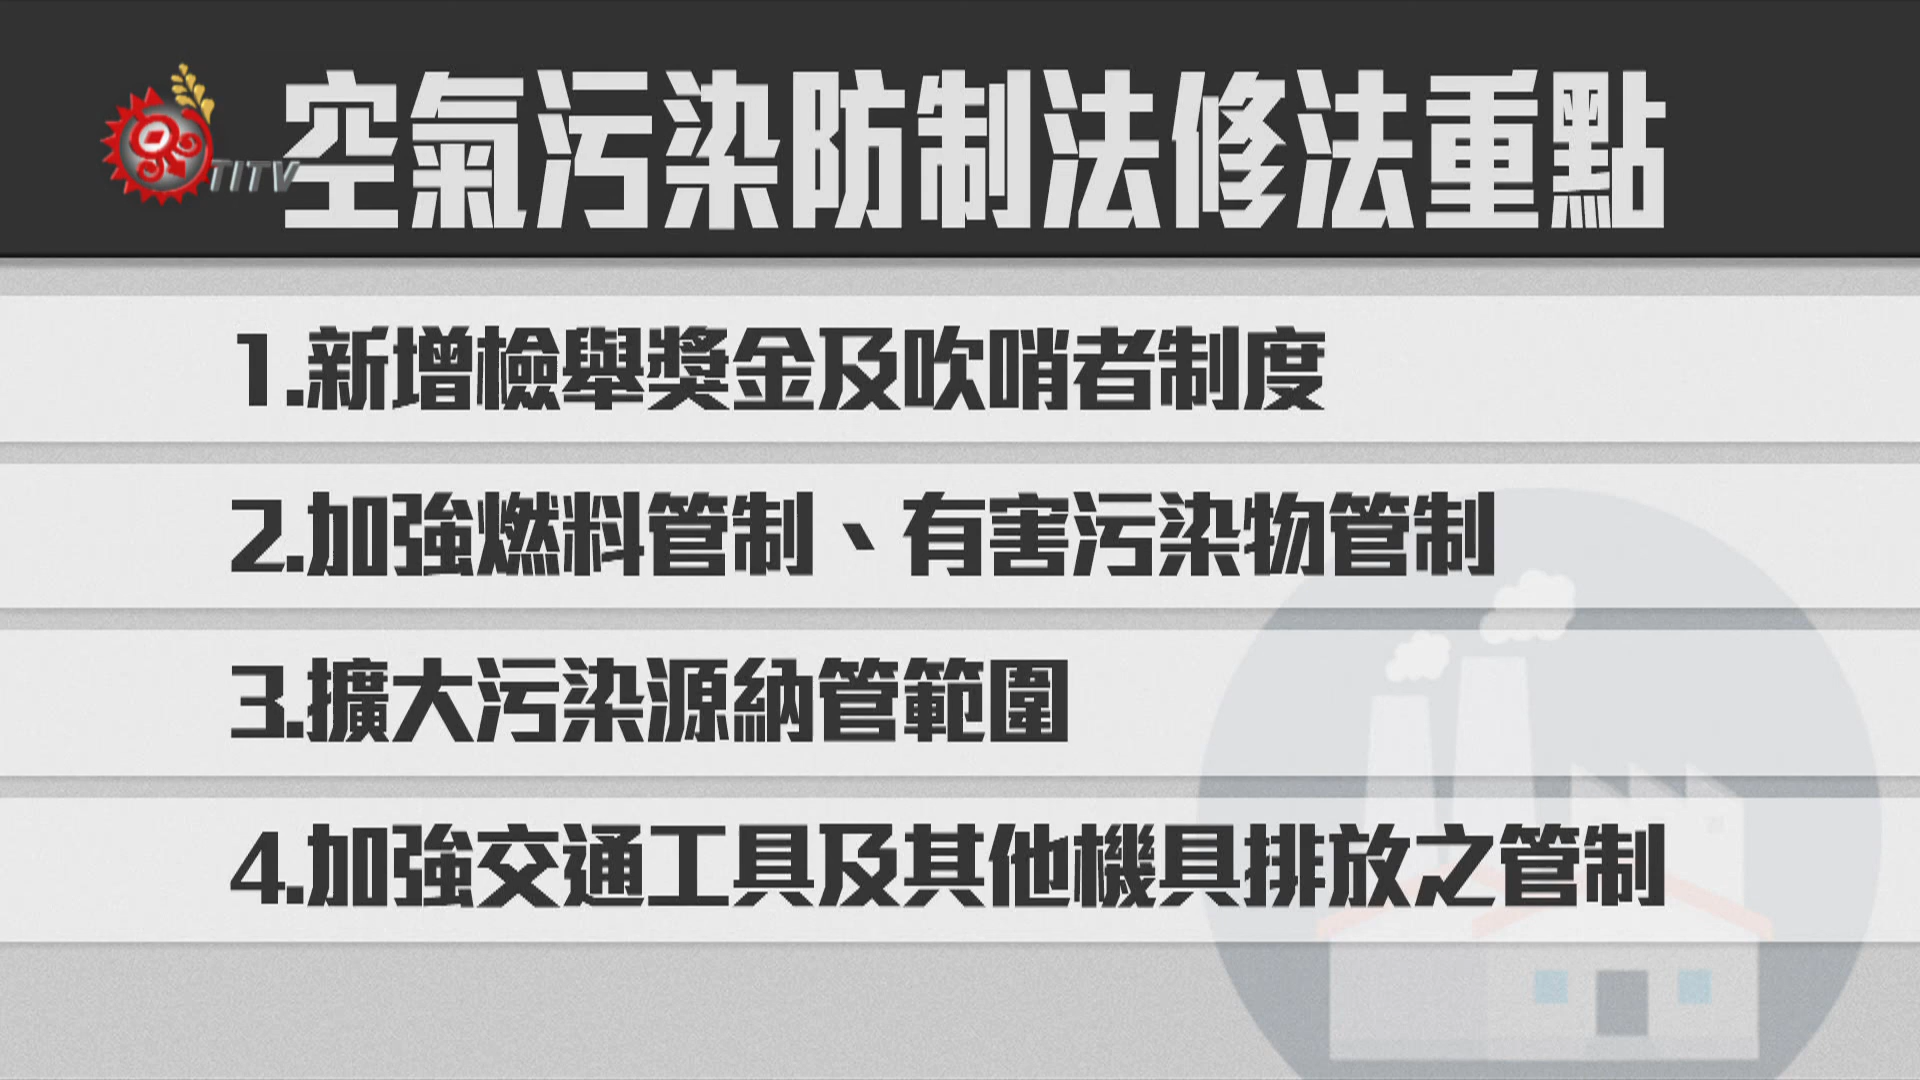 TITV
空氣污染防制法修法重點
1.新增檢舉獎金及吹哨者制度
2.加強燃料管制、有害污染物管制
3.擴大污染源納管範圍
4.加強交通工具及其他機具排放之管制